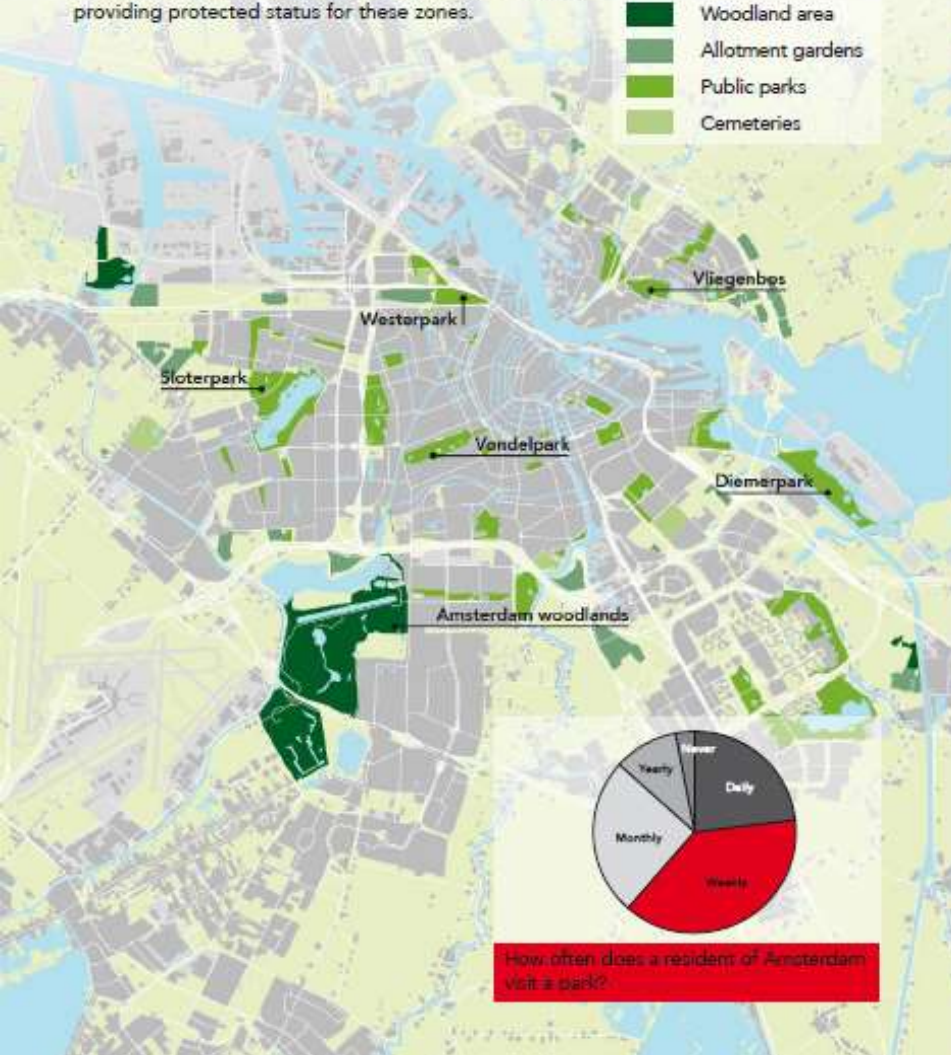 providing protected status for these zones.
Woodland area
Allotment gardens
Public parks
Cemeteries
Vliegenbos
Westerpark
Sloterpark
Vondelpark
Diemerpark
Amsterdam woodlands
Never
Yearly
Daily
Monthly
Weekly
How often does a resident of Amsterdam
visit a park?